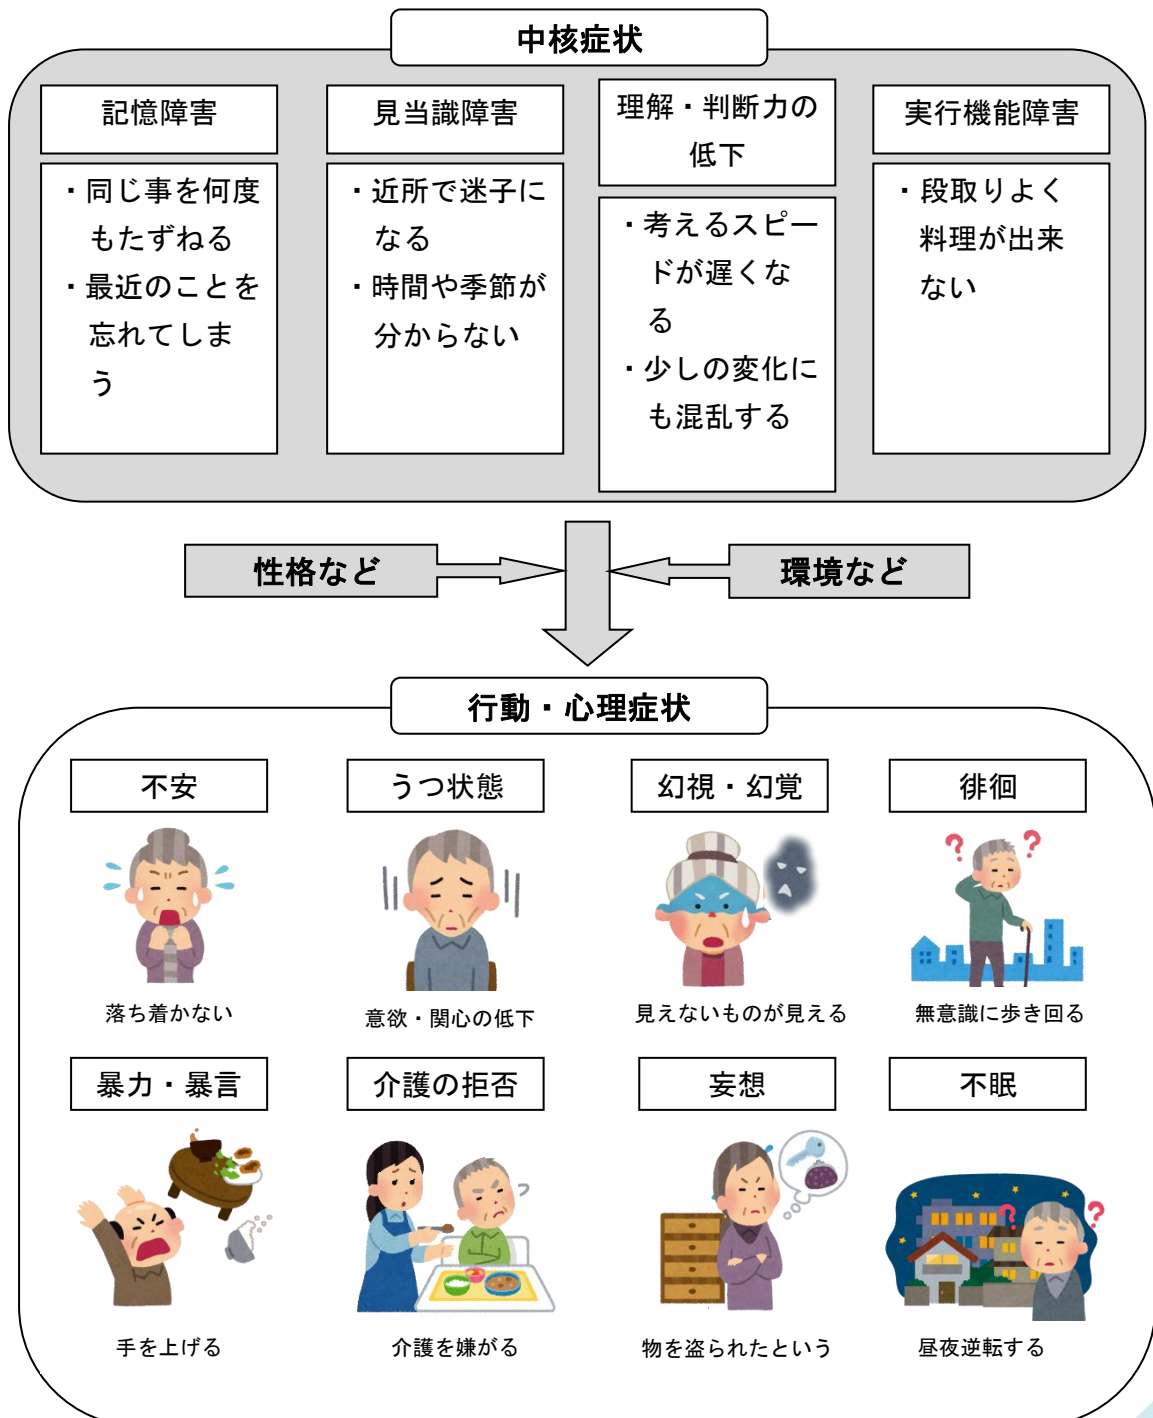 中核症状
記憶障害
・同じ事を何度
もたずねる
・最近のことを
忘れてしま
う
見当識障害
・近所で迷子に
なる
・時間や季節が
分からない
理解・判断力の
低下
・考えるスピー
ドが遅くな
る
・少しの変化に
も混乱する
実行機能障害
・段取りよく
料理が出来
ない
性格など
環境など
行動・心理症状
不安
落ち着かない
うつ状態
意欲・関心の低下
幻視・幻覚
見えないものが見える
徘徊
無意識に歩き回る
暴力・暴言
手を上げる
介護の拒否
介護を嫌がる
妄想
物を盗られたという
不眠
昼夜逆転する